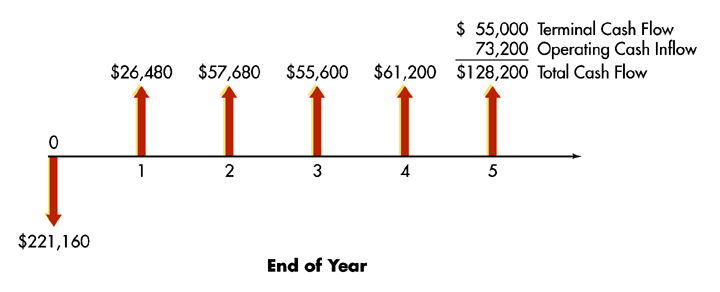 $ 55,000 Terminal Cash Flow
73,200 Operating Cash Inflow
$26,480 $57,680 $55,600 $61,200 $128,200 Total Cash Flow
0
1 2 3 4 5
$221,160
End of Year